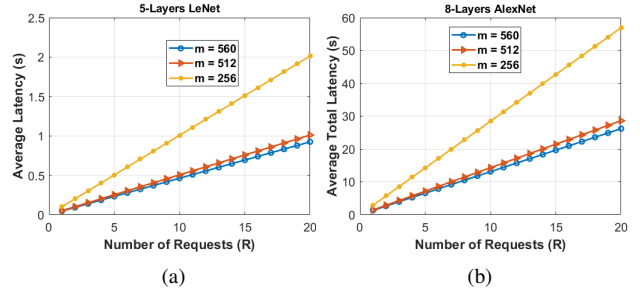 5-Layers LeNet
Average Latency (s)
2.5
2
1.5
1
0.5
0
m = 560
m = 512
m = 256
0 5 10 15 20
Number of Requests (R)
(a)
8-Layers AlexNet
Average Total Latency (s)
60
50
40
30
20
10
0
m = 560
m = 512
m = 256
0 5 10 15 20
Number of Requests (R)
(b)